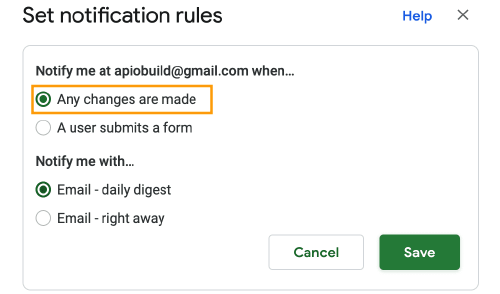 Set notification rules
Help
Notify me at apiobuild@gmail.com when...
Any changes are made
A user submits a form
Notify me with...
Email - daily digest
Email - right away
Cancel
Save